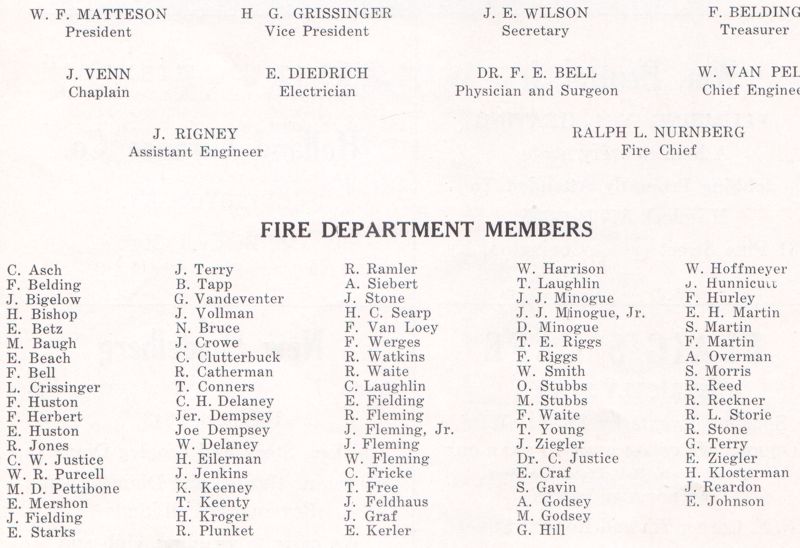 W. F. MATTESON
President
H G. GRISSINGER
Vice President
J. E. WILSON
Secretary
F. BELDING
Treasurer
J. VENN
Chaplain
E. DIEDRICH
Electrician
DR. F. E. BELL
Physician and Surgeon
W. VAN PEL
Chief Enginee
J. RIGNEY
Assistant Engineer
RALPH L. NURNBERG
Fire Chief
FIRE DEPARTMENT MEMBERS
C. Asch
F. Belding
J. Bigelow
H. Bishop
E. Betz
M. Baugh
E. Beach
F. Bell
L. Crissinger
F. Huston
F. Herbert
E. Huston
R. Jones
C. W. Justice
W. R. Purcell
M. D. Pettibone
E. Mershon
J. Fielding
E. Starks
J. Terry
B. Tapp
G. Vandeventer
J. Vollman
N. Bruce
J. Crowe
C. Clutterbuck
R. Catherman
T. Conners
C. H. Delaney
Jer. Dempsey
Joe Dempsey
W. Delaney
H. Eilerman
J. Jenkins
K. Keeney
T. Keenty
H. Kroger
R. Plunket
R. Ramler
A. Siebert
J. Stone
H. C. Searp
F. Van Loey
F. Werges
R. Watkins
R. Waite
C. Laughlin
E. Fielding
R. Fleming
J. Fleming, Jr.
J. Fleming
W. Fleming
C. Fricke
T. Free
J. Feldhaus
J. Graf
E. Kerler
W. Harrison
T. Laughlin
J. J. Minogue
J. J. Minogue, Jr.
D. Minogue
T. E. Riggs
F. Riggs
W. Smith
O. Stubbs
M. Stubbs
F. Waite
T. Young
J. Ziegler
Dr. C. Justice
E. Craf
S. Gavin
A. Godsey
M. Godsey
G. Hill
W. Hoffmeyer
J. Hunnicutt
F. Hurley
E. H. Martin
S. Martin
F. Martin
A. Overman
S. Morris
R. Reed
R. Reckner
R. L. Storie
R. Stone
G. Terry
E. Ziegler
H. Klosterman
J. Reardon
E. Johnson